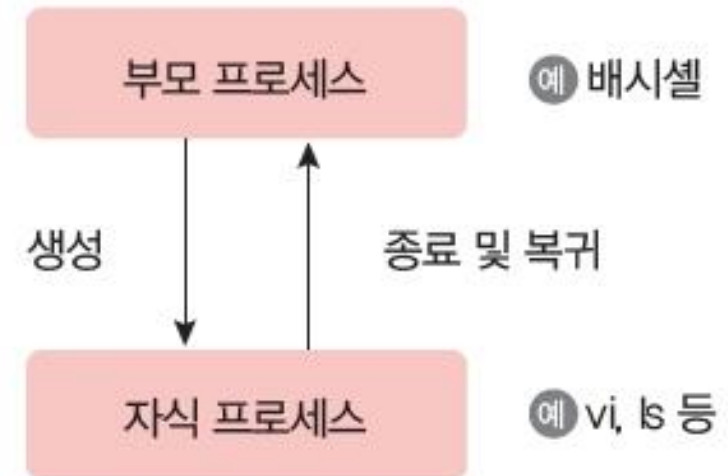 부모 프로세스
예 배시셸
생성
종료 및 복귀
자식 프로세스
예 vi, ls 등